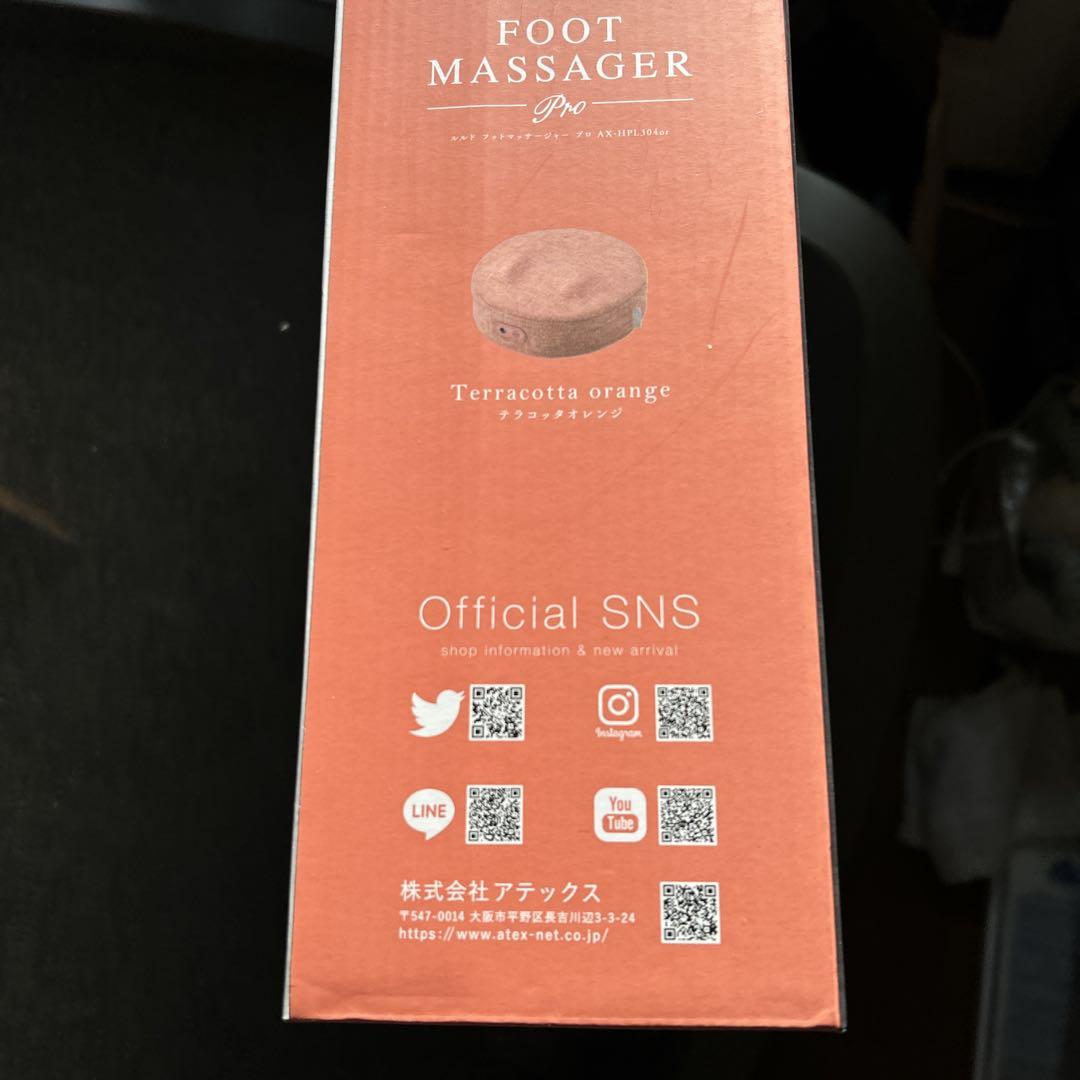 FOOT
MASSAGER
Pro
ルルド フットマッサージャー プロ AX-HPL304or
Terracotta orange
テラコッタオレンジ
Official SNS
shop information & new arrival
Instagram
LINE
You
Tube
株式会社アテックス
〒547-0014 大阪市平野区長吉川辺3-3-24
https://www.atex-net.co.jp/